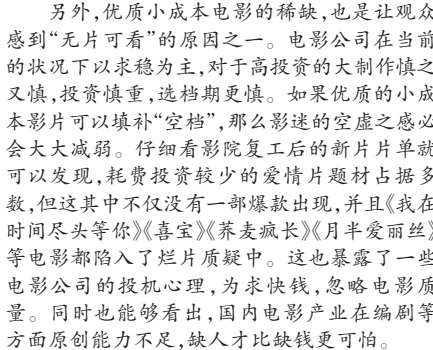 另外,优质小成本电影的稀缺,也是让观众
感到“无片可看”的原因之一。电影公司在当前
的状况下以求稳为主,对于高投资的大制作慎之
又慎,投资慎重,选档期更慎。如果优质的小成
本影片可以填补“空档”,那么影迷的空虚之感必
会大大减弱。仔细看影院复工后的新片片单就
可以发现,耗费投资较少的爱情片题材占据多
数,但这其中不仅没有一部爆款出现,并且《我在
时间尽头等你》《喜宝》《荞麦疯长》《月半爱丽丝》
等电影都陷入了烂片质疑中。这也暴露了一些
电影公司的投机心理,为求快钱,忽略电影质
量。同时也能够看出,国内电影产业在编剧等
方面原创能力不足,缺人才比缺钱更可怕。